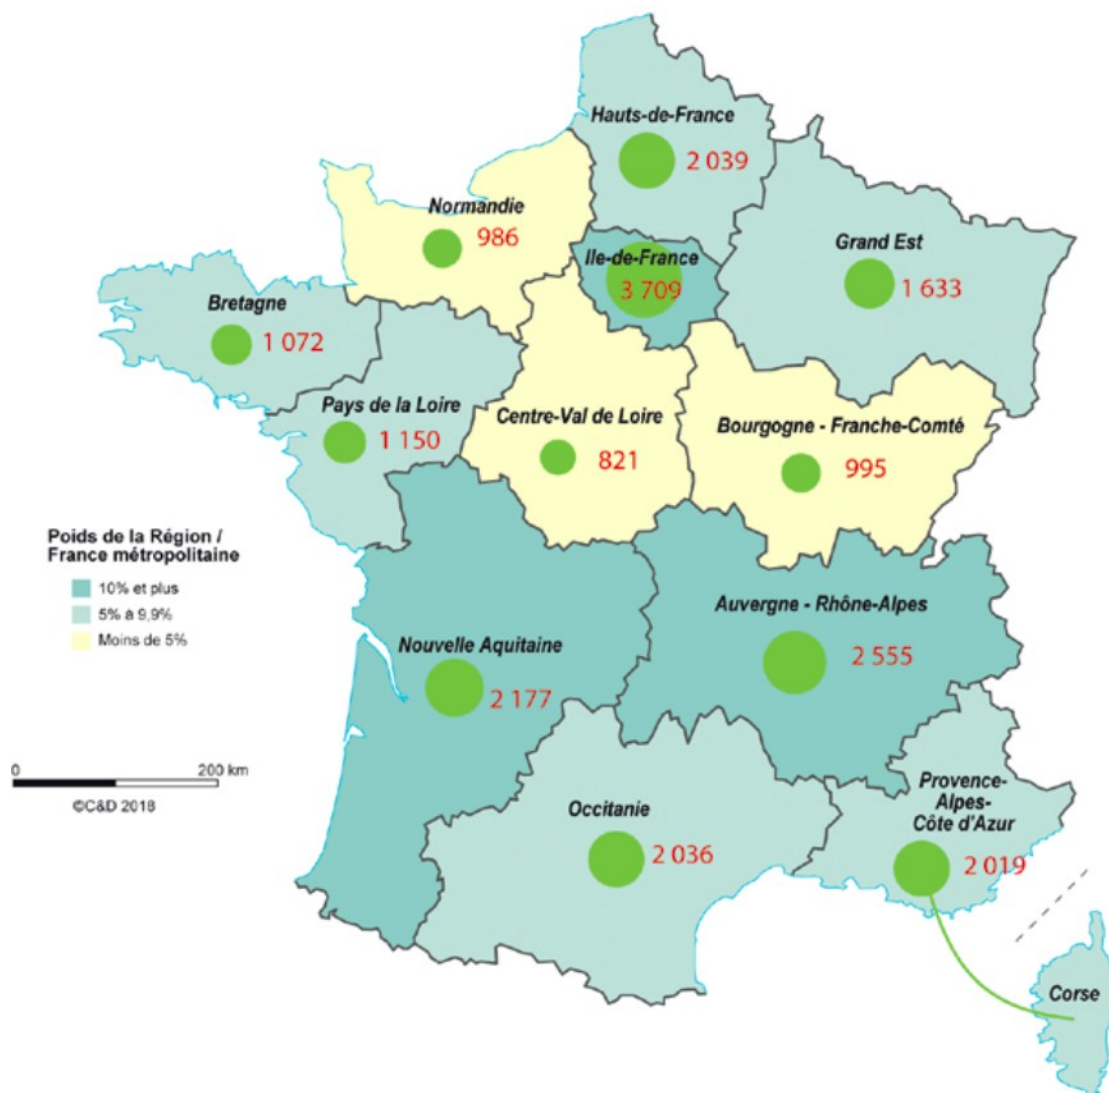 Hauts-de-France
2 039
Normandie
986
Ile-de-France
3 709
Grand Est
1 633
Bretagne
1 072
Pays de la Loire
1 150
Centre-Val de Loire
821
Bourgogne - Franche-Comté
995
Poids de la Région /
France métropolitaine
10% et plus
5% à 9,9%
Moins de 5%
Auvergne - Rhône-Alpes
2 555
Nouvelle Aquitaine
2 177
0 200 km
©C&D 2018
Occitanie
2 036
Provence-
Alpes-
Côte d'Azur
2 019
Corse